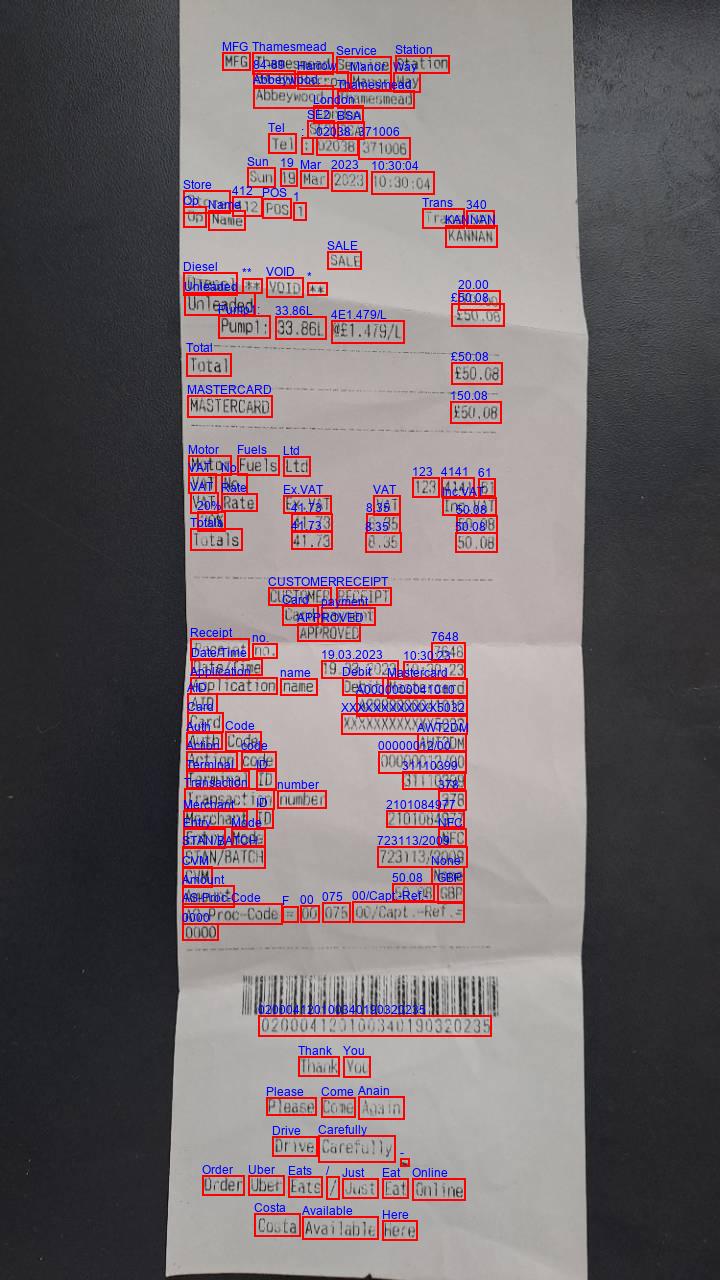 MFG Thamesmead Service Station
84-89 Harrow Manor Way
Abbeywood Thamesmead
London
SE2
Tel : 02038 371006
Sun 19 Mar 2023 10:30:04
Store 412 POS 1 Trans 340
Op Name KANNAN
SALE
Diesel ** VOID **
Unleaded £50.08
Pump1: 33.86L @£1.479/L
Total £50.08
MASTERCARD £50.08
Motor Fuels Ltd
VAT No. 123 4141 61
VAT Rate Ex.VAT VAT Inc.VAT
20% 41.73 8.35 50.08
Totals 41.73 8.35 50.08
CUSTOMER RECEIPT
Card payment
APPROVED
Receipt no. 7648
Date/Time 19.03.2023 10:30:23
Application name Debit Mastercard
AID A0000000041010
Card XXXXXXXXXXXX5032
Auth Code AWT2DM
Action code 00000012/00
Terminal ID 31110399
Transaction number 378
Merchant ID 2101084977
Entry Mode NFC
STAN/BATCH 723113/2009
CVM None
Amount 50.08 GBP
AS-Proc-Code = 00 075 00/Capt.-Ref.=
0000
020004120100340190320235
Thank You
Please Come Again
Drive Carefully
-
Order Uber Eats / Just Eat Online
Costa Available Here